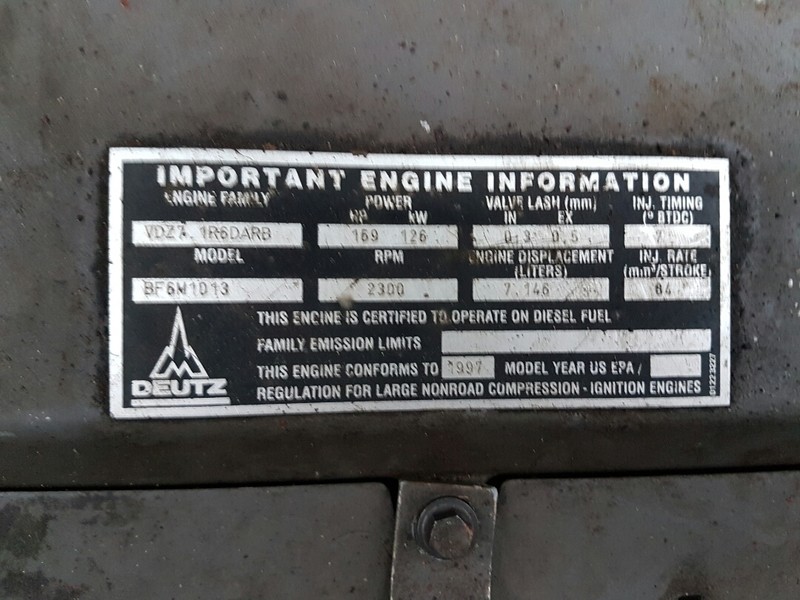 IMPORTANT ENGINE INFORMATION
ENGINE FAMILY POWER VALVE LASH (mm) INJ. TIMING
HP kW IN EX (° BTDC)
VDZ7.1R6DARB 169 126 0.3 0.5 7
MODEL RPM ENGINE DISPLACEMENT INJ. RATE
(LITERS) (mm³/STROKE)
BF6M1013 2300 7.146 84
THIS ENGINE IS CERTIFIED TO OPERATE ON DIESEL FUEL
FAMILY EMISSION LIMITS
THIS ENGINE CONFORMS TO 1997 MODEL YEAR US EPA /
REGULATION FOR LARGE NONROAD COMPRESSION - IGNITION ENGINES
DEUTZ
01223227